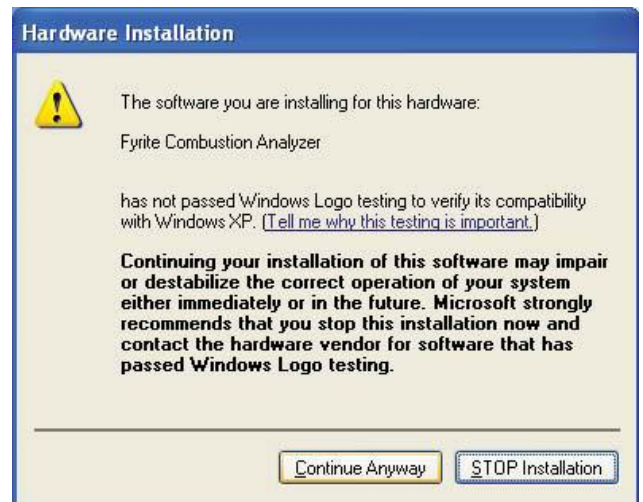 Hardware Installation
The software you are installing for this hardware:
Fyrite Combustion Analyzer
has not passed Windows Logo testing to verify its compatibility
with Windows XP. (Tell me why this testing is important.)
Continuing your installation of this software may impair
or destabilize the correct operation of your system
either immediately or in the future. Microsoft strongly
recommends that you stop this installation now and
contact the hardware vendor for software that has
passed Windows Logo testing.
Continue Anyway
STOP Installation